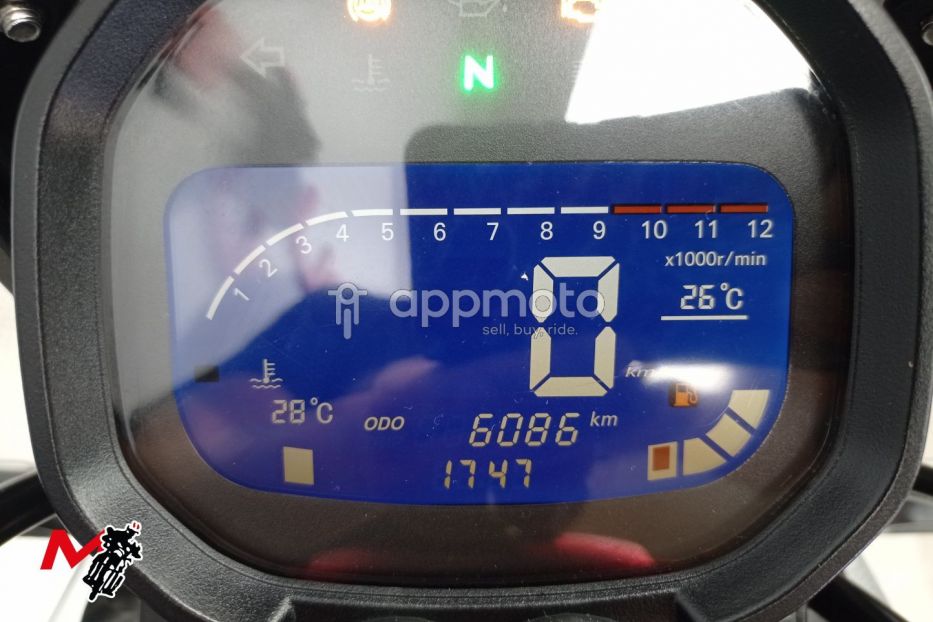 N
1 2 3 4 5 6 7 8 9 10 11 12
x1000r/min
26°C
appmoto
sell, buy, ride.
0
28°C ODO 6086 km
1747
M